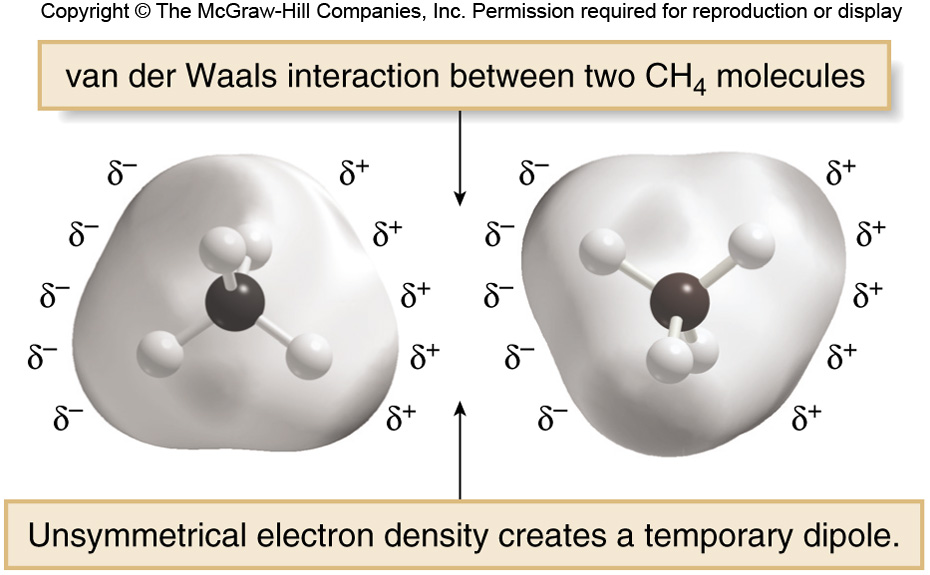 Copyright © The McGraw-Hill Companies, Inc. Permission required for reproduction or display
van der Waals interaction between two CH₄ molecules
δ⁻ δ⁺ δ⁻ δ⁺
δ⁻ δ⁺ δ⁻ δ⁺
δ⁻ δ⁺ δ⁻ δ⁺
δ⁻ δ⁺ δ⁻ δ⁺
δ⁻ δ⁺ δ⁻ δ⁺
Unsymmetrical electron density creates a temporary dipole.